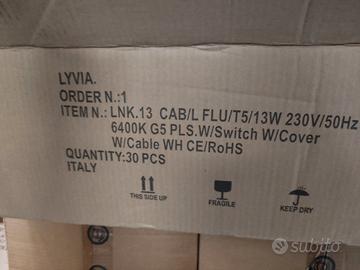 LYVIA.
ORDER N.:1
ITEM N.: LNK.13 CAB/L FLU/T5/13W 230V/50Hz
6400K G5 PLS.W/Switch W/Cover
W/Cable WH CE/RoHS
QUANTITY:30 PCS
ITALY
THIS SIDE UP
FRAGILE
KEEP DRY
subito